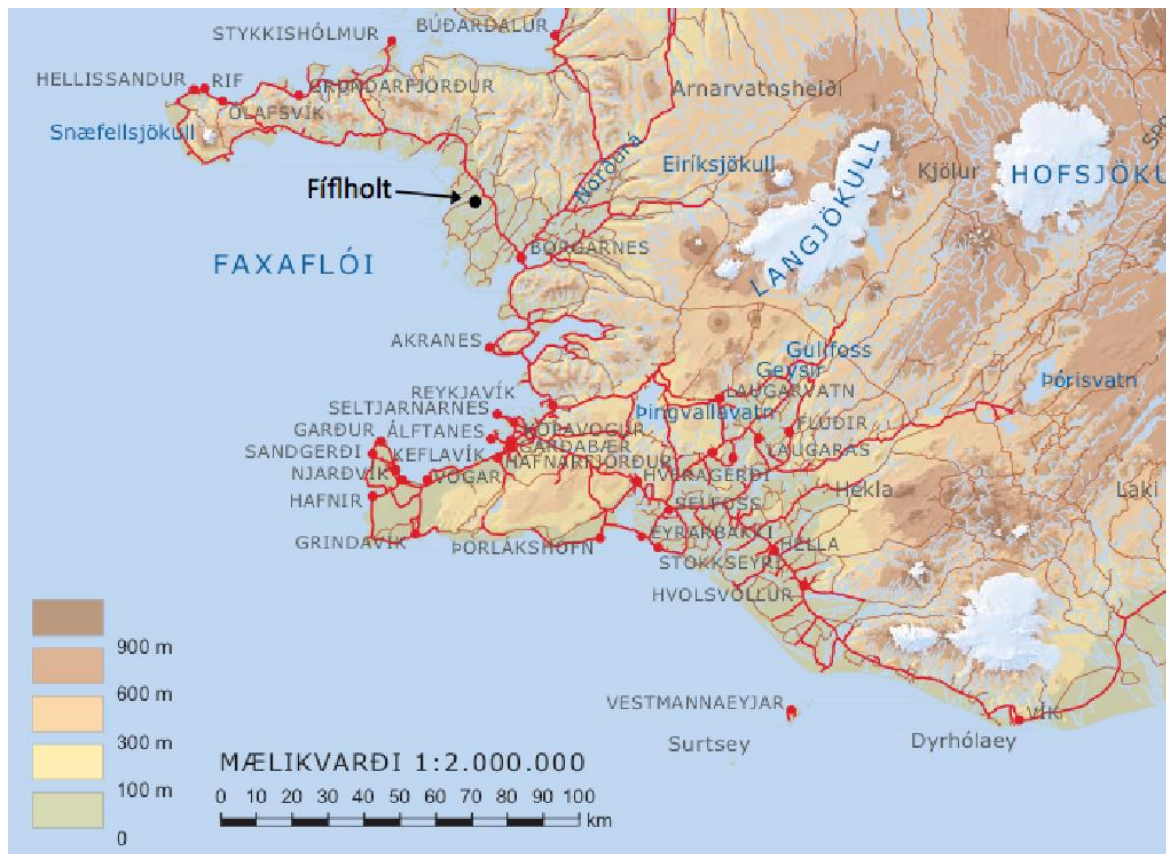 STYKKISHÓLMUR
BÚÐARDALUR
HELLISSANDUR
RIF
GRUNDARFJÖRÐUR
ÓLAFSVÍK
Arnarvatnsheiði
Snæfellsjökull
Norðurá
Eiríksjökull
LANGJÖKULL
Kjölur
HOFSJÖKU
Fíflholt
BORGARNES
FAXAFLÓI
AKRANES
Gullfoss
Geysir
Þórisvatn
REYKJAVÍK
LAUGARVATN
SELTJARNARNES
Þingvallavatn
GARÐUR
ÁLFTANES
KÓPAVOGUR
FLÚÐIR
SANDGERÐI
KEFLAVÍK
GARÐABÆR
LAUGARÁS
NJARÐVÍK
VOGAR
HAFNARFJÖRÐUR
HVERAGERÐI
HAFNIR
SELFOSS
Hekla
Laki
GRINDAVÍK
ÞORLÁKSHÖFN
EYRARBAKKI
HELLA
STOKKSEYRI
HVOLSVÖLLUR
900 m
600 m
300 m
100 m
0
VESTMANNAEYJAR
Surtsey
VÍK
Dyrhólaey
MÆLIKVARÐI 1:2.000.000
0 10 20 30 40 50 60 70 80 90 100
km